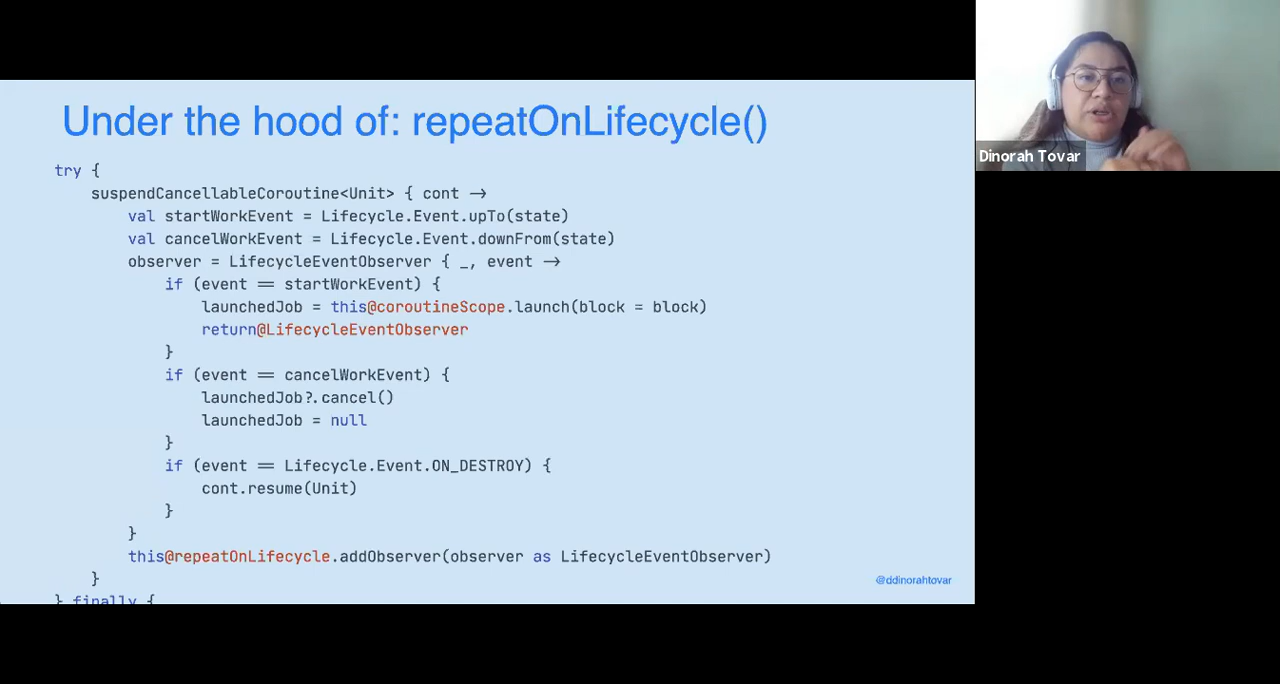 Under the hood of: repeatOnLifecycle()
try {
suspendCancellableCoroutine<Unit> { cont ->
val startWorkEvent = Lifecycle.Event.upTo(state)
val cancelWorkEvent = Lifecycle.Event.downFrom(state)
observer = LifecycleEventObserver { _, event ->
if (event == startWorkEvent) {
launchedJob = this@coroutineScope.launch(block = block)
return@LifecycleEventObserver
}
if (event == cancelWorkEvent) {
launchedJob?.cancel()
launchedJob = null
}
if (event == Lifecycle.Event.ON_DESTROY) {
cont.resume(Unit)
}
}
this@repeatOnLifecycle.addObserver(observer as LifecycleEventObserver)
}
} finally {
@ddinorahtovar
Dinorah Tovar